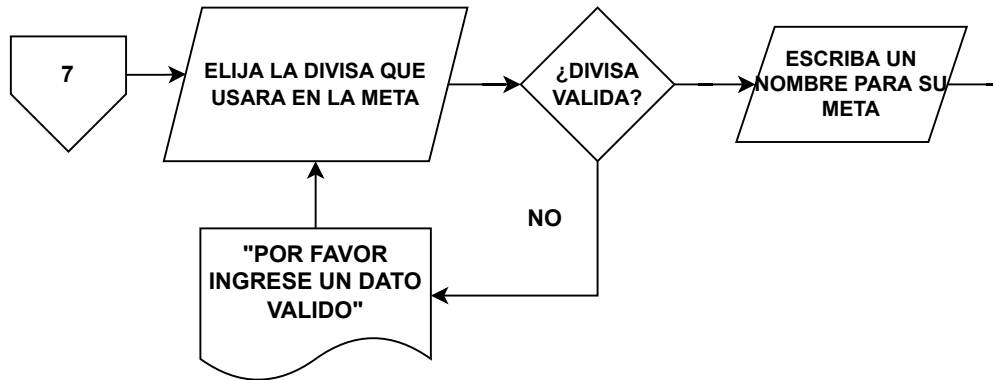 7
ELIJA LA DIVISA QUE
USARA EN LA META
¿DIVISA
VALIDA?
ESCRIBA UN
NOMBRE PARA SU
META
NO
"POR FAVOR
INGRESE UN DATO
VALIDO"